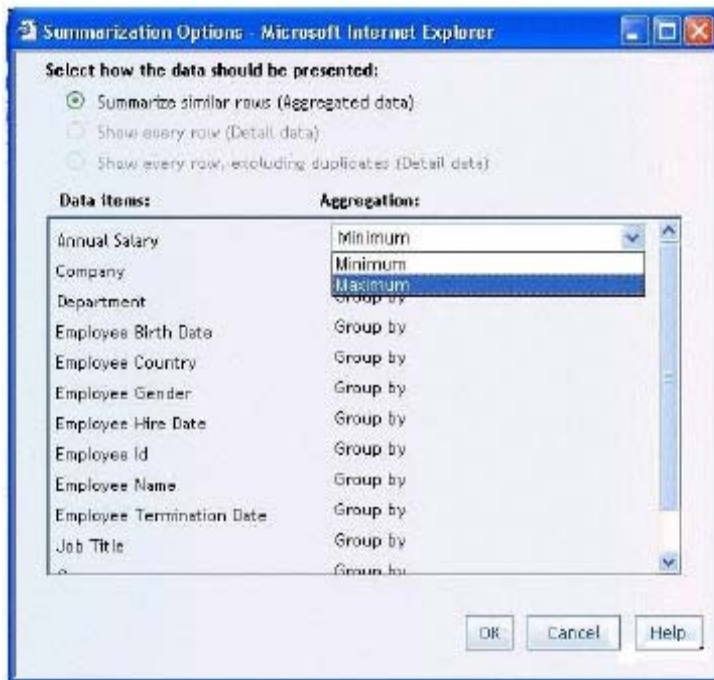 Summarization Options - Microsoft Internet Explorer
Select how the data should be presented:
Summarize similar rows (Aggregated data)
Show every row (Detail data)
Show every row, excluding duplicates (Detail data)
Data items: Aggregation:
Annual Salary Minimum
Minimum
Company
Maximum
Department Group by
Employee Birth Date Group by
Employee Country Group by
Employee Gender Group by
Employee Hire Date Group by
Employee Id Group by
Employee Name Group by
Employee Termination Date Group by
Job Title Group by
Group by
OK Cancel Help